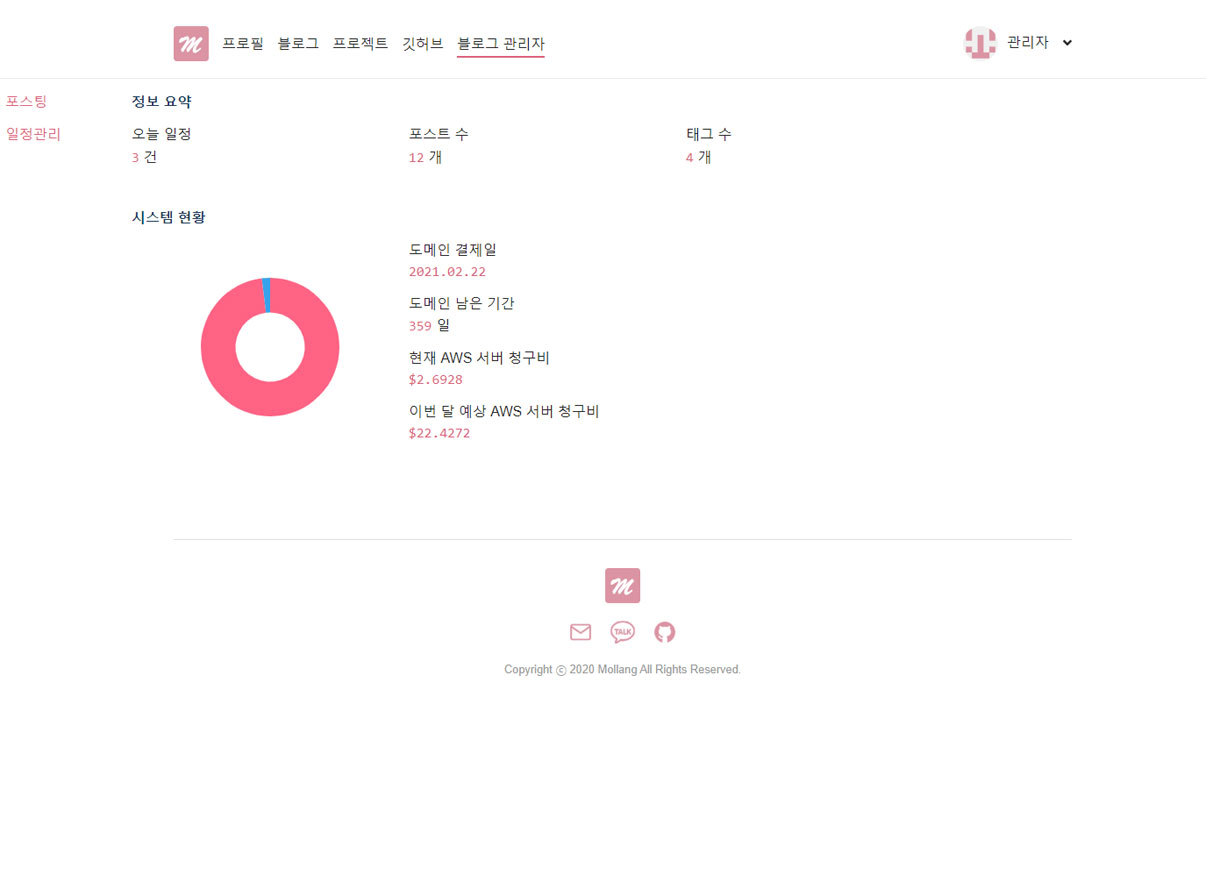 M 프로필 블로그 프로젝트 깃허브 블로그 관리자 관리자
포스팅
일정관리
정보 요약
오늘 일정 포스트 수 태그 수
3 건 12 개 4 개
시스템 현황
도메인 결제일
2021.02.22
도메인 남은 기간
359 일
현재 AWS 서버 청구비
$2.6928
이번 달 예상 AWS 서버 청구비
$22.4272
M
TALK
Copyright ⓒ 2020 Mollang All Rights Reserved.